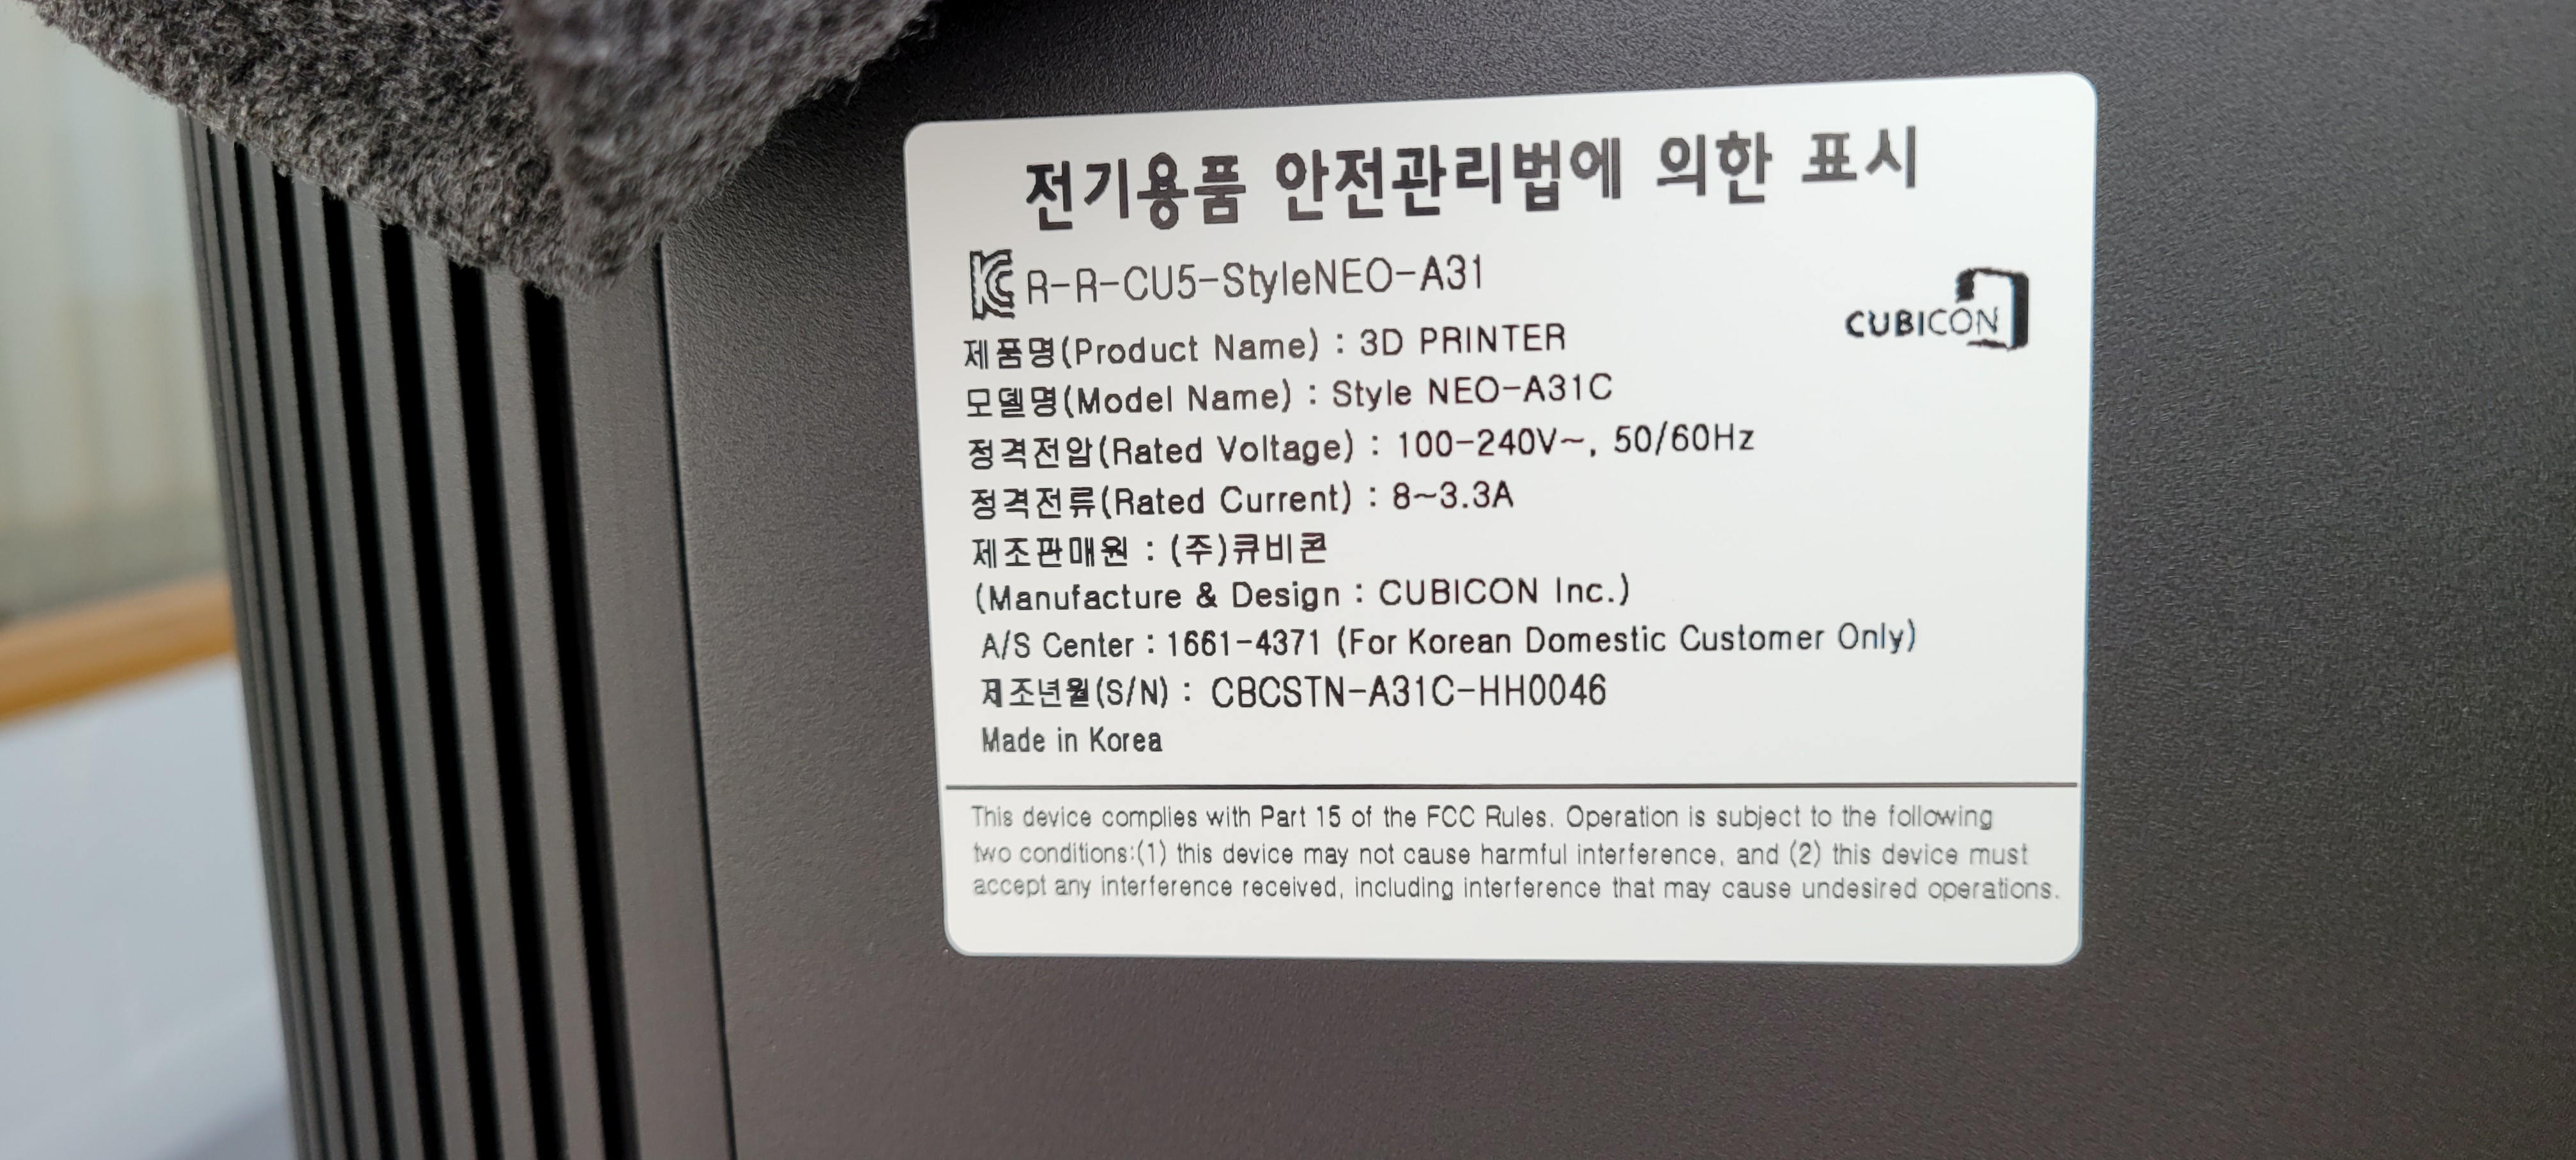 전기용품 안전관리법에 의한 표시
KC R-R-CU5-StyleNEO-A31
CUBICON
제품명(Product Name) : 3D PRINTER
모델명(Model Name) : Style NEO-A31C
정격전압(Rated Voltage) : 100-240V~, 50/60Hz
정격전류(Rated Current) : 8~3.3A
제조판매원 : (주)큐비콘
(Manufacture & Design : CUBICON Inc.)
A/S Center : 1661-4371 (For Korean Domestic Customer Only)
제조년월(S/N) : CBCSTN-A31C-HH0046
Made in Korea
This device complies with Part 15 of the FCC Rules. Operation is subject to the following
two conditions:(1) this device may not cause harmful interference, and (2) this device must
accept any interference received, including interference that may cause undesired operations.